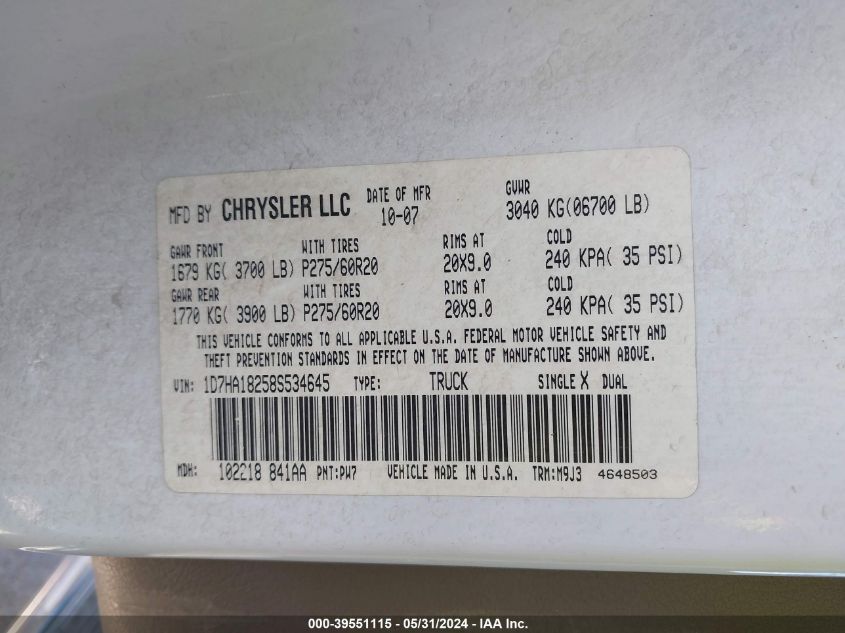 MFD BY CHRYSLER LLC DATE OF MFR 10-07 GVWR 3040 KG(06700 LB)
GAWR FRONT WITH TIRES RIMS AT COLD
1679 KG( 3700 LB) P275/60R20 20X9.0 240 KPA( 35 PSI)
GAWR REAR WITH TIRES RIMS AT COLD
1770 KG( 3900 LB) P275/60R20 20X9.0 240 KPA( 35 PSI)
THIS VEHICLE CONFORMS TO ALL APPLICABLE U.S.A. FEDERAL MOTOR VEHICLE SAFETY AND
THEFT PREVENTION STANDARDS IN EFFECT ON THE DATE OF MANUFACTURE SHOWN ABOVE.
VIN: 1D7HA18258S534645 TYPE: TRUCK SINGLE X DUAL
MDH: 102218 841AA PNT:PW7 VEHICLE MADE IN U.S.A. TRM:M9J3 4648503
000-39551115 - 05/31/2024 - IAA Inc.